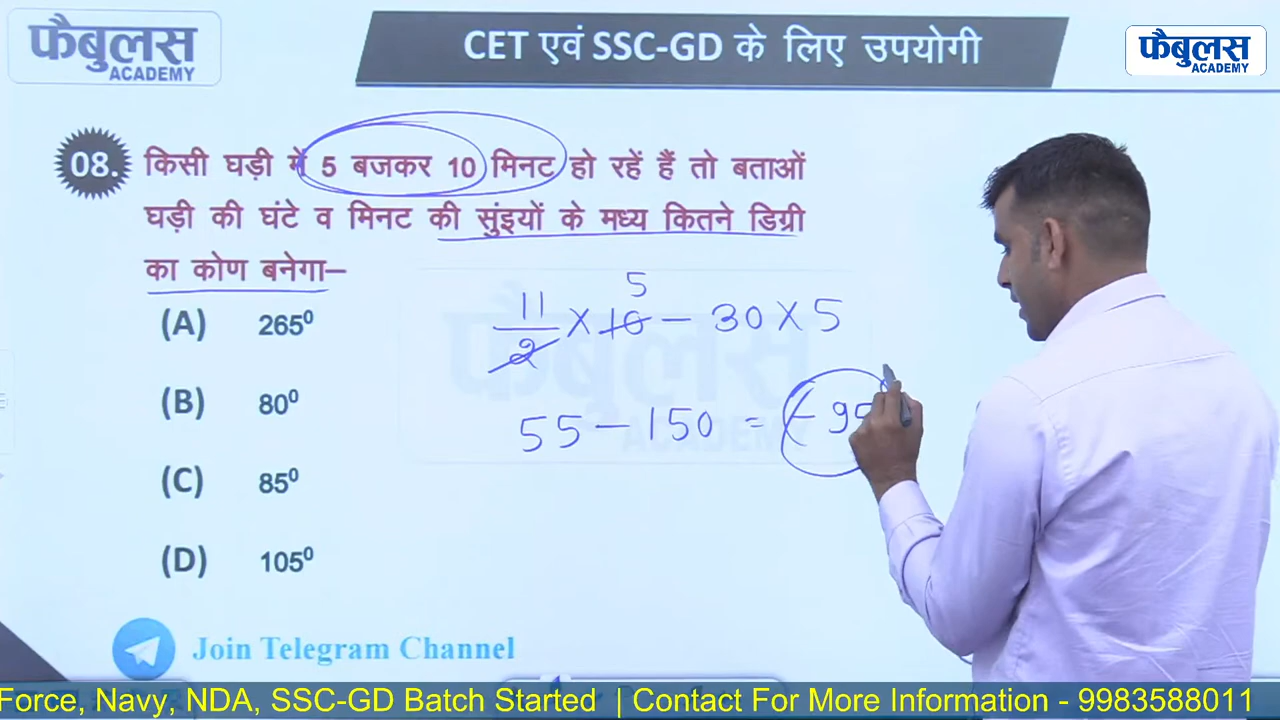 फैबुलस
ACADEMY
CET एवं SSC-GD के लिए उपयोगी
फैबुलस
ACADEMY
08. किसी घड़ी में 5 बजकर 10 मिनट हो रहें हैं तो बताओं
घड़ी की घंटे व मिनट की सुंइयों के मध्य कितने डिग्री
का कोण बनेगा–
(A) 265⁰
(B) 80⁰
(C) 85⁰
(D) 105⁰
5
11/2 × 10 – 30 × 5
55 – 150 = – 95
Join Telegram Channel
Force, Navy, NDA, SSC-GD Batch Started | Contact For More Information - 9983588011